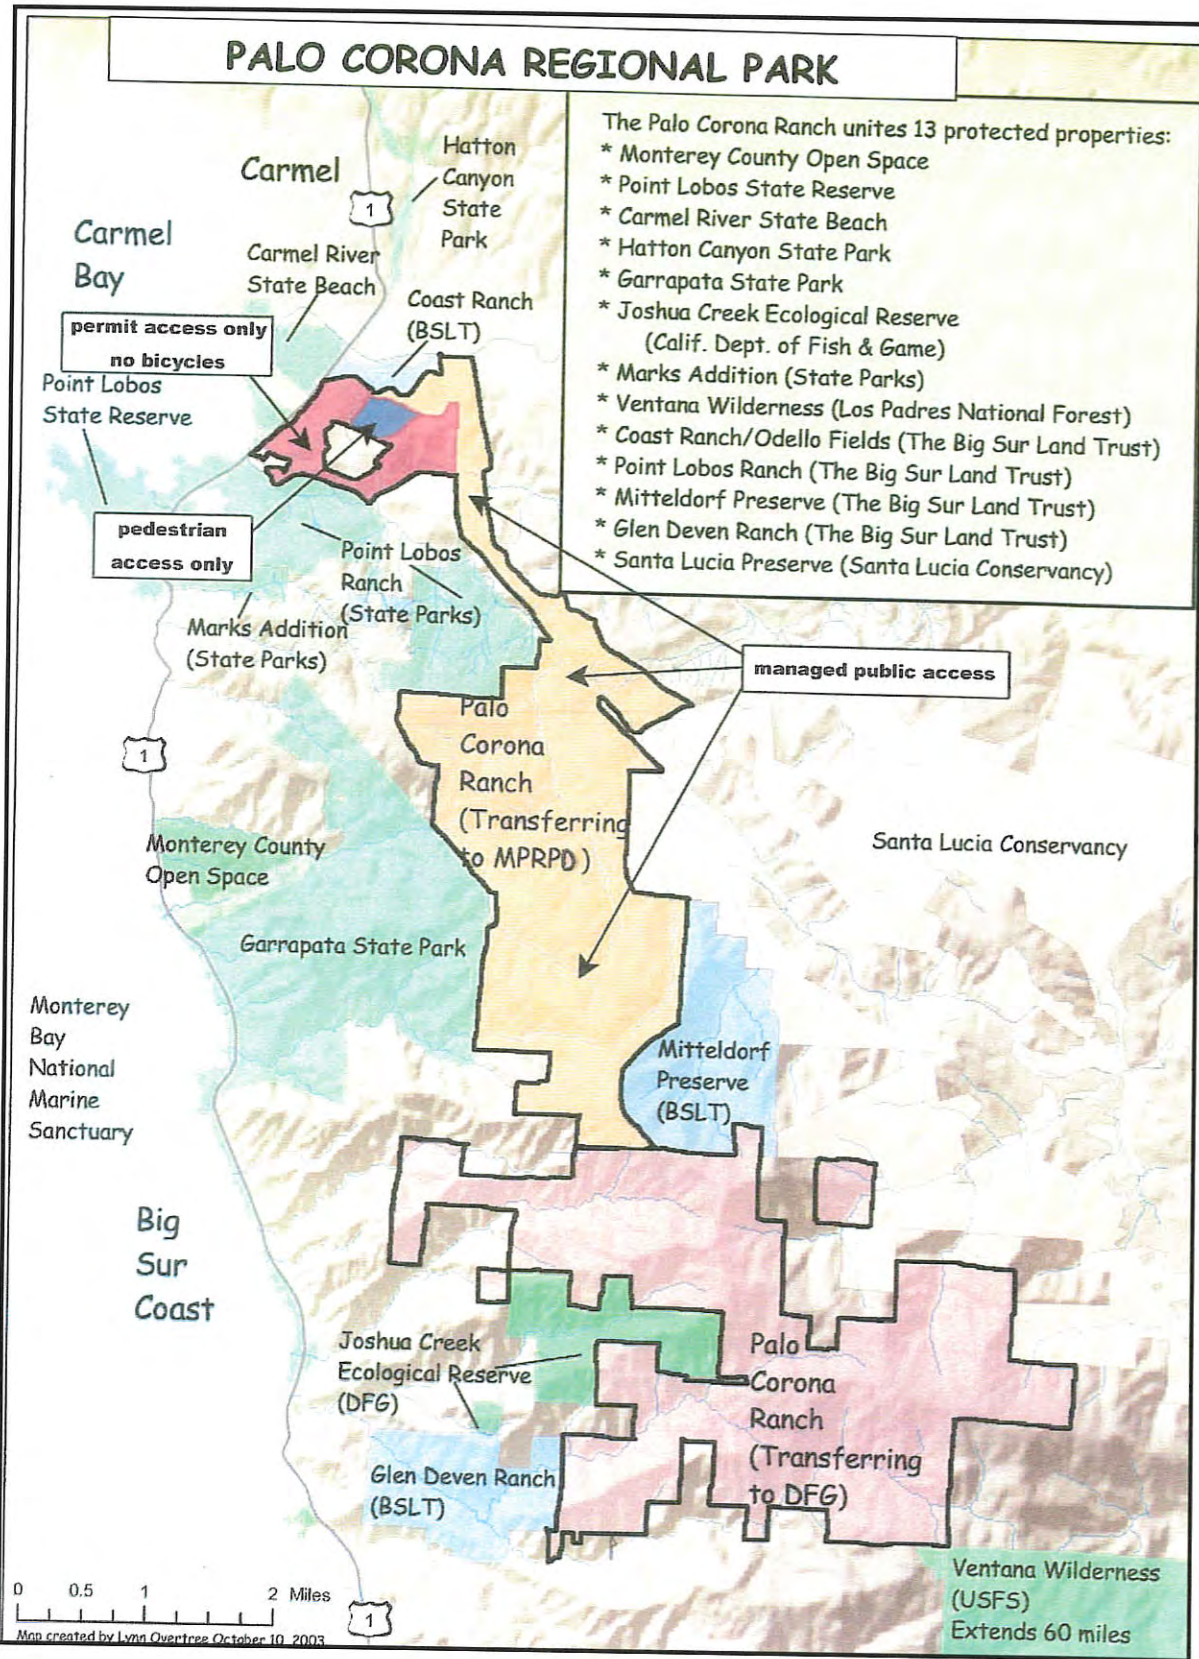 PALO CORONA REGIONAL PARK
The Palo Corona Ranch unites 13 protected properties:
* Monterey County Open Space
* Point Lobos State Reserve
* Carmel River State Beach
* Hatton Canyon State Park
* Garrapata State Park
* Joshua Creek Ecological Reserve
(Calif. Dept. of Fish & Game)
* Marks Addition (State Parks)
* Ventana Wilderness (Los Padres National Forest)
* Coast Ranch/Odello Fields (The Big Sur Land Trust)
* Point Lobos Ranch (The Big Sur Land Trust)
* Mitteldorf Preserve (The Big Sur Land Trust)
* Glen Deven Ranch (The Big Sur Land Trust)
* Santa Lucia Preserve (Santa Lucia Conservancy)
Hatton
Canyon
State
Park
Carmel
1
Carmel
Bay
Carmel River
State Beach
Coast Ranch
(BSLT)
permit access only
no bicycles
Point Lobos
State Reserve
pedestrian
access only
Point Lobos
Ranch
(State Parks)
Marks Addition
(State Parks)
managed public access
1
Palo
Corona
Ranch
(Transferring
to MPRPD)
Santa Lucia Conservancy
Monterey County
Open Space
Garrapata State Park
Monterey
Bay
National
Marine
Sanctuary
Mitteldorf
Preserve
(BSLT)
Big
Sur
Coast
Joshua Creek
Ecological Reserve
(DFG)
Palo
Corona
Ranch
(Transferring
to DFG)
Glen Deven Ranch
(BSLT)
Ventana Wilderness
(USFS)
Extends 60 miles
0 0.5 1 2 Miles
1
Map created by Lynn Overtree October 10, 2003